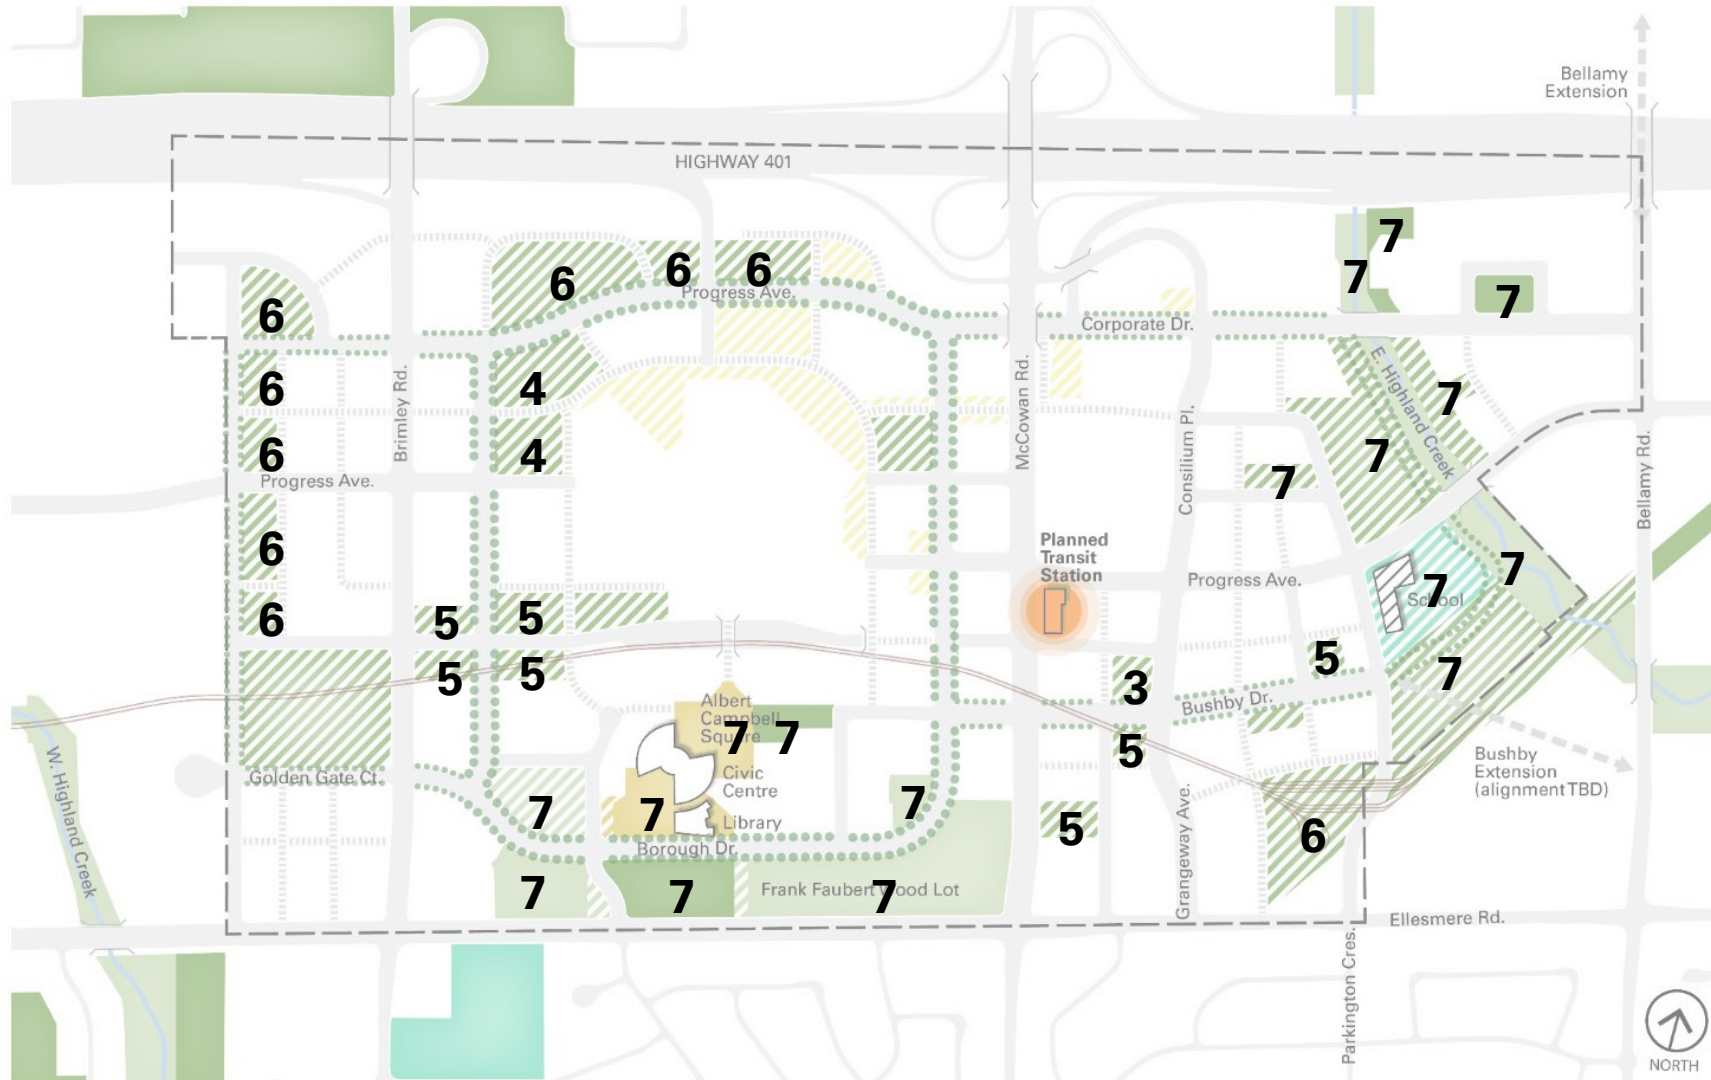 Bellamy
Extension
HIGHWAY 401
7
7
6
6
6
Progress Ave.
7
6
Corporate Dr.
6
4
Brimley Rd.
McCowan Rd.
Consilium Pl.
E. Highland Creek
7
6
4
7
Progress Ave.
7
Bellamy Rd.
6
Planned
Transit
Station
Progress Ave.
7
7
School
6
5
5
5
5
5
7
3
Bushby Dr.
Albert
Campbell
Square
7
7
5
Bushby
Extension
(alignment TBD)
W. Highland Creek
Golden Gate Ct.
Civic
Centre
7
7
7
Library
5
6
Borough Dr.
Grangeway Ave.
7
7
Frank Faubert Wood Lot
7
Ellesmere Rd.
Parkington Cres.
NORTH